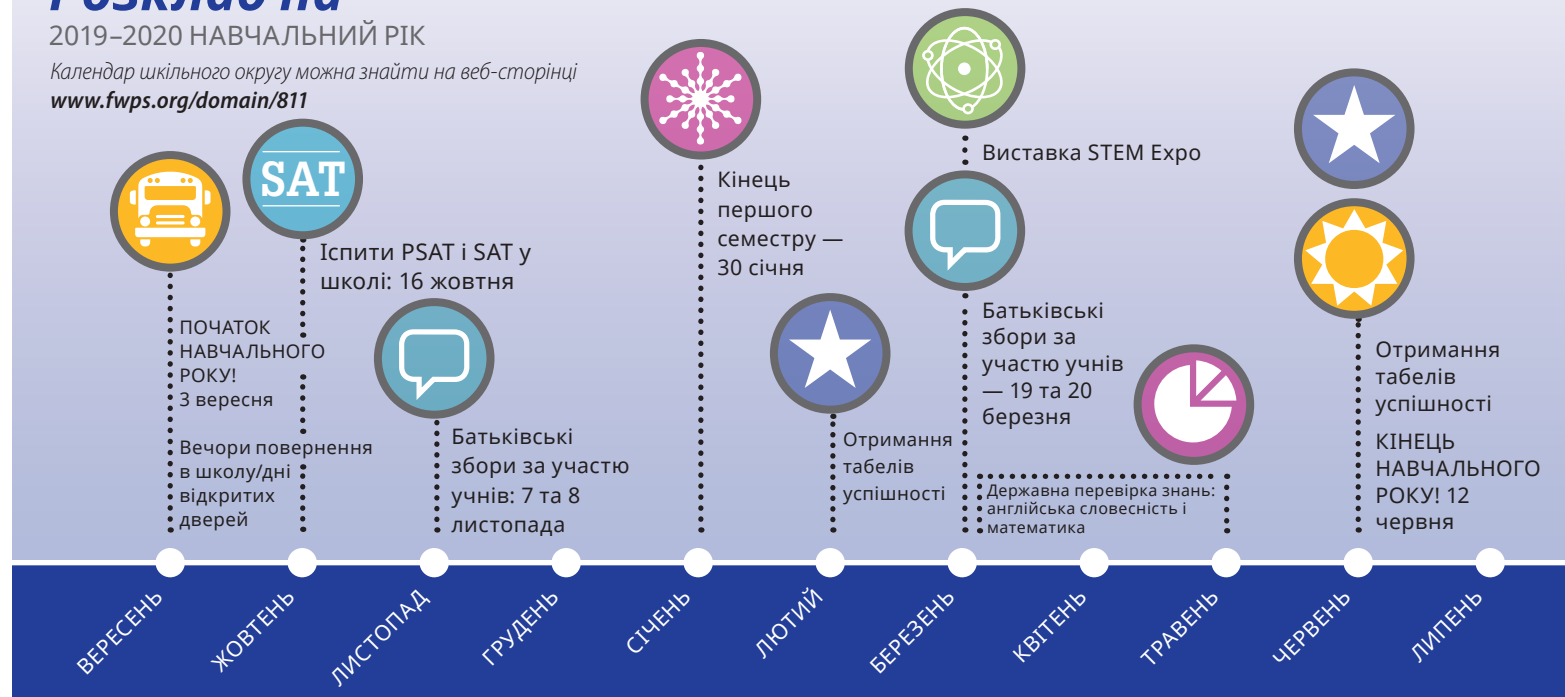 Розклад на
2019–2020 НАВЧАЛЬНИЙ РІК
Календар шкільного округу можна знайти на веб-сторінці
www.fwps.org/domain/811
SAT
ПОЧАТОК
НАВЧАЛЬНОГО
РОКУ!
3 вересня
Вечори повернення
в школу/дні
відкритих
дверей
Іспити PSAT і SAT у
школі: 16 жовтня
Батьківські
збори за участю
учнів: 7 та 8
листопада
Кінець
першого
семестру —
30 січня
Отримання
табелів
успішності
Виставка STEM Expo
Батьківські
збори за
участю учнів
— 19 та 20
березня
Державна перевірка знань:
англійська словесність і
математика
Отримання
табелів
успішності
КІНЕЦЬ
НАВЧАЛЬНОГО
РОКУ! 12
червня
ВЕРЕСЕНЬ
ЖОВТЕНЬ
ЛИСТОПАД
ГРУДЕНЬ
СІЧЕНЬ
ЛЮТИЙ
БЕРЕЗЕНЬ
КВІТЕНЬ
ТРАВЕНЬ
ЧЕРВЕНЬ
ЛИПЕНЬ